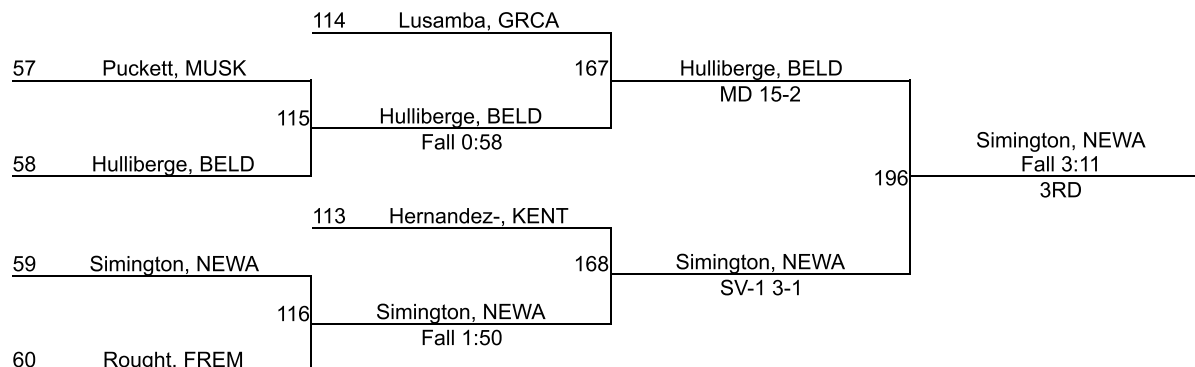 114 Lusamba, GRCA
57 Puckett, MUSK
167 Hulliberge, BELD
MD 15-2
115 Hulliberge, BELD
Fall 0:58
58 Hulliberge, BELD
Simington, NEWA
Fall 3:11
196
3RD
113 Hernandez-, KENT
59 Simington, NEWA
168 Simington, NEWA
SV-1 3-1
116 Simington, NEWA
Fall 1:50
60 Rought, FREM